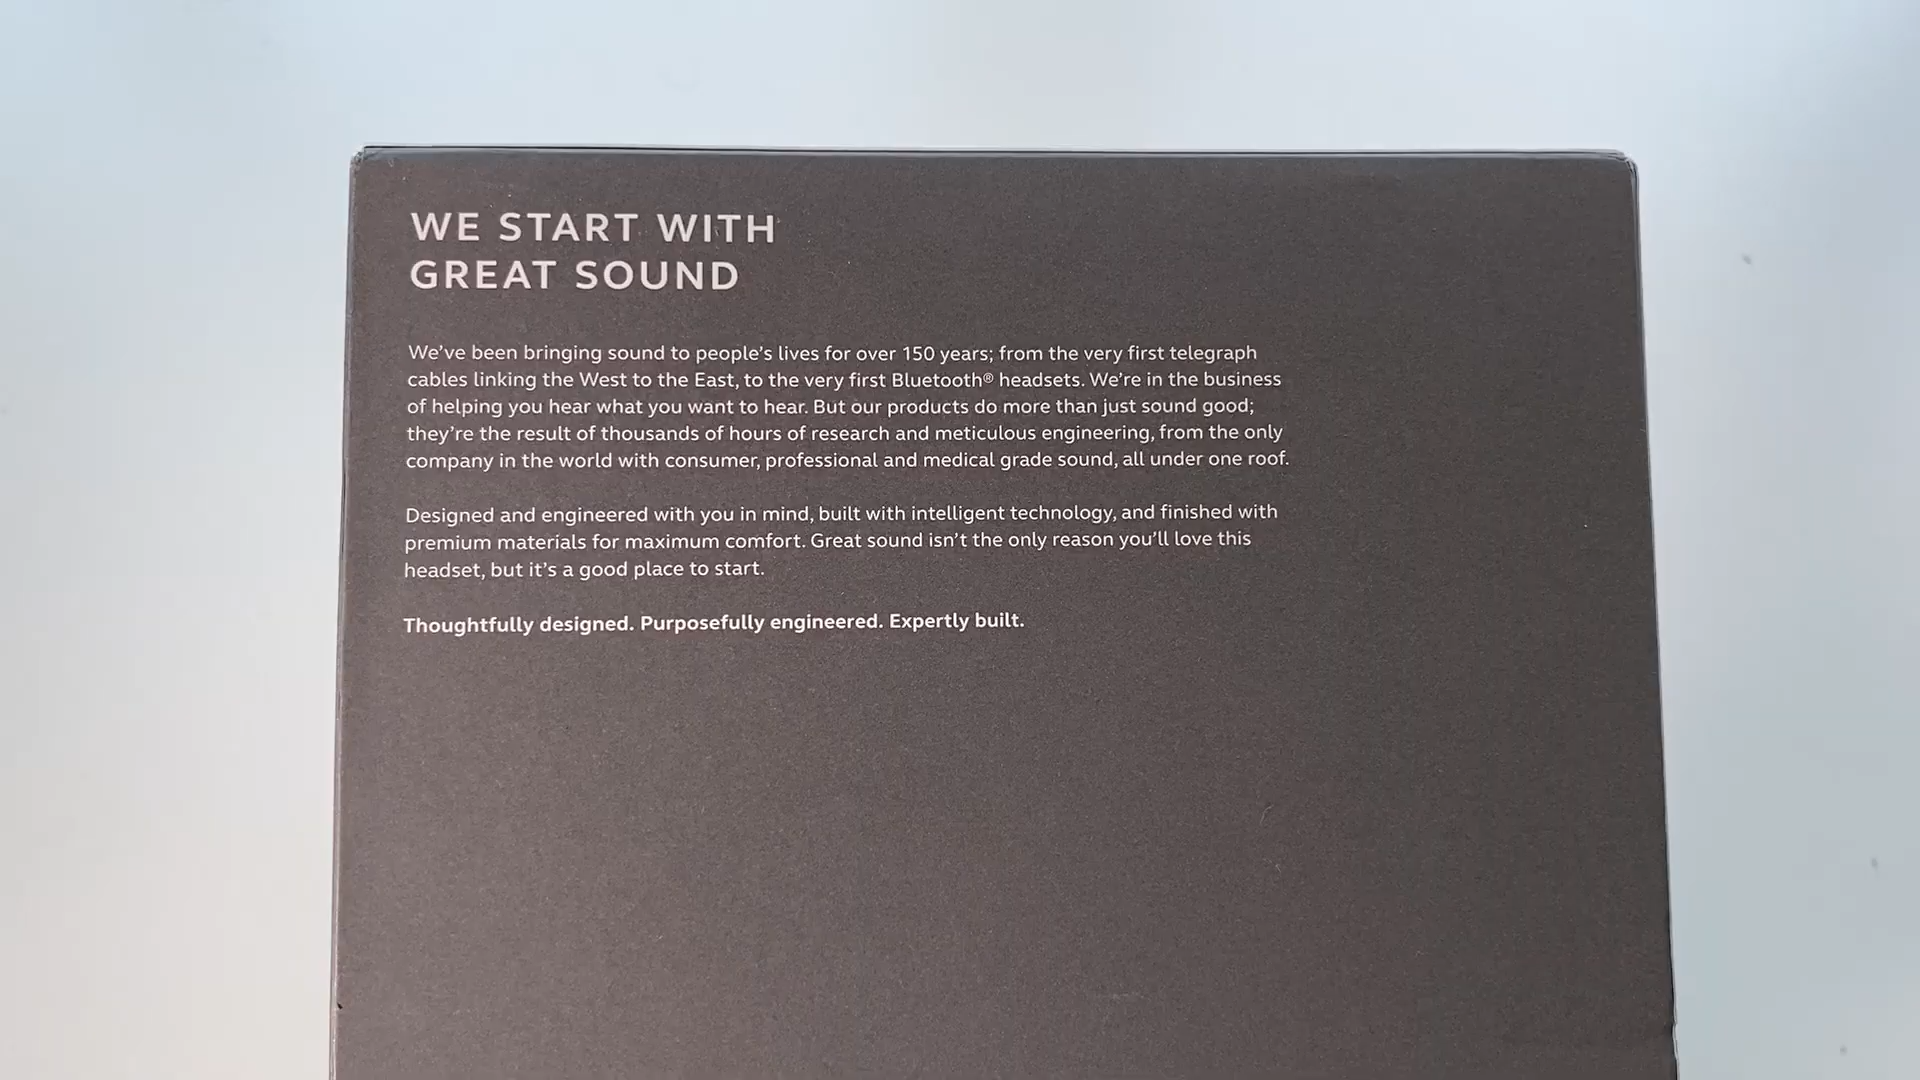 WE START WITH
GREAT SOUND
We’ve been bringing sound to people’s lives for over 150 years; from the very first telegraph
cables linking the West to the East, to the very first Bluetooth® headsets. We’re in the business
of helping you hear what you want to hear. But our products do more than just sound good;
they’re the result of thousands of hours of research and meticulous engineering, from the only
company in the world with consumer, professional and medical grade sound, all under one roof.
Designed and engineered with you in mind, built with intelligent technology, and finished with
premium materials for maximum comfort. Great sound isn’t the only reason you’ll love this
headset, but it’s a good place to start.
Thoughtfully designed. Purposefully engineered. Expertly built.